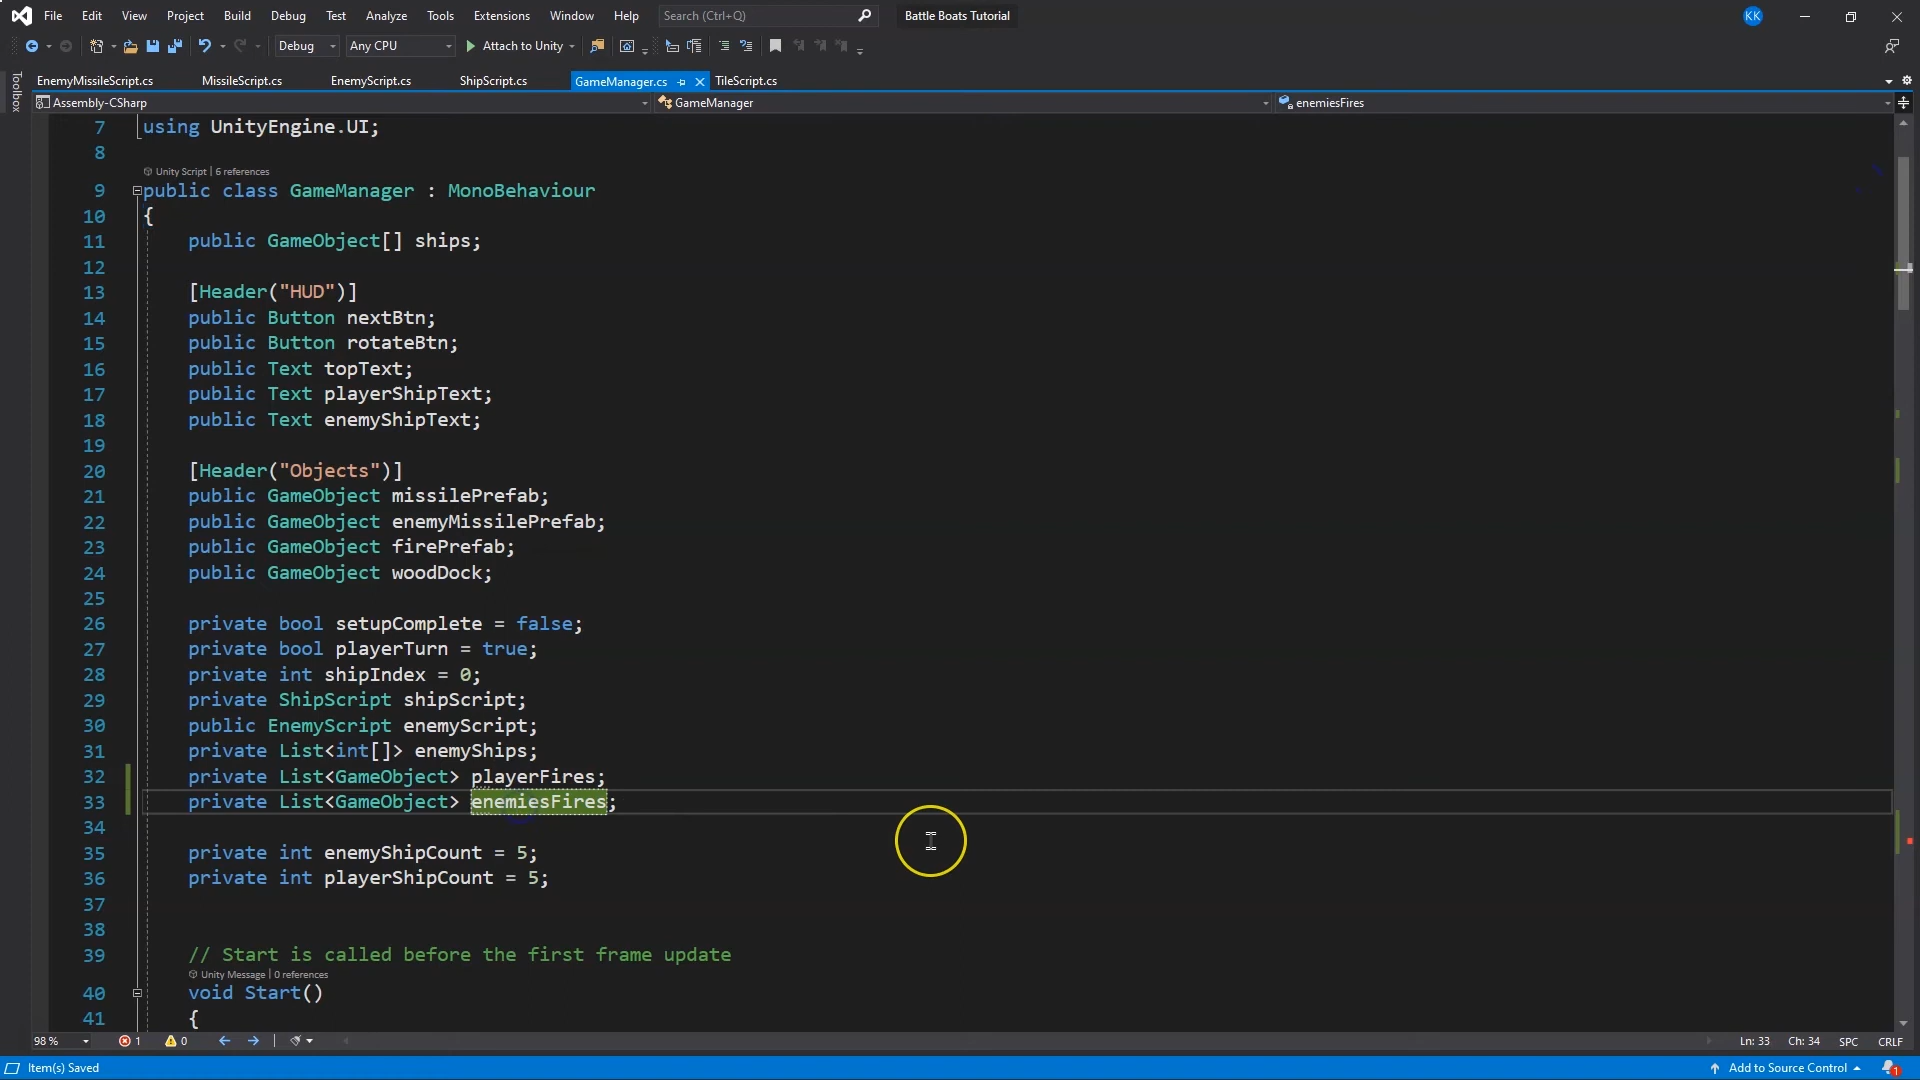 File Edit View Project Build Debug Test Analyze Tools Extensions Window Help Search (Ctrl+Q) Battle Boats Tutorial KK
Debug Any CPU Attach to Unity
EnemyMissileScript.cs MissileScript.cs EnemyScript.cs ShipScript.cs GameManager.cs TileScript.cs
Toolbox
Assembly-CSharp GameManager enemiesFires
7 using UnityEngine.UI;
8
Unity Script | 6 references
9 public class GameManager : MonoBehaviour
10 {
11 public GameObject[] ships;
12
13 [Header("HUD")]
14 public Button nextBtn;
15 public Button rotateBtn;
16 public Text topText;
17 public Text playerShipText;
18 public Text enemyShipText;
19
20 [Header("Objects")]
21 public GameObject missilePrefab;
22 public GameObject enemyMissilePrefab;
23 public GameObject firePrefab;
24 public GameObject woodDock;
25
26 private bool setupComplete = false;
27 private bool playerTurn = true;
28 private int shipIndex = 0;
29 private ShipScript shipScript;
30 public EnemyScript enemyScript;
31 private List<int[]> enemyShips;
32 private List<GameObject> playerFires;
33 private List<GameObject> enemiesFires;
34
35 private int enemyShipCount = 5;
36 private int playerShipCount = 5;
37
38
39 // Start is called before the first frame update
Unity Message | 0 references
40 void Start()
41 {
98 % 1 0 Ln: 33 Ch: 34 SPC CRLF
Item(s) Saved Add to Source Control 1